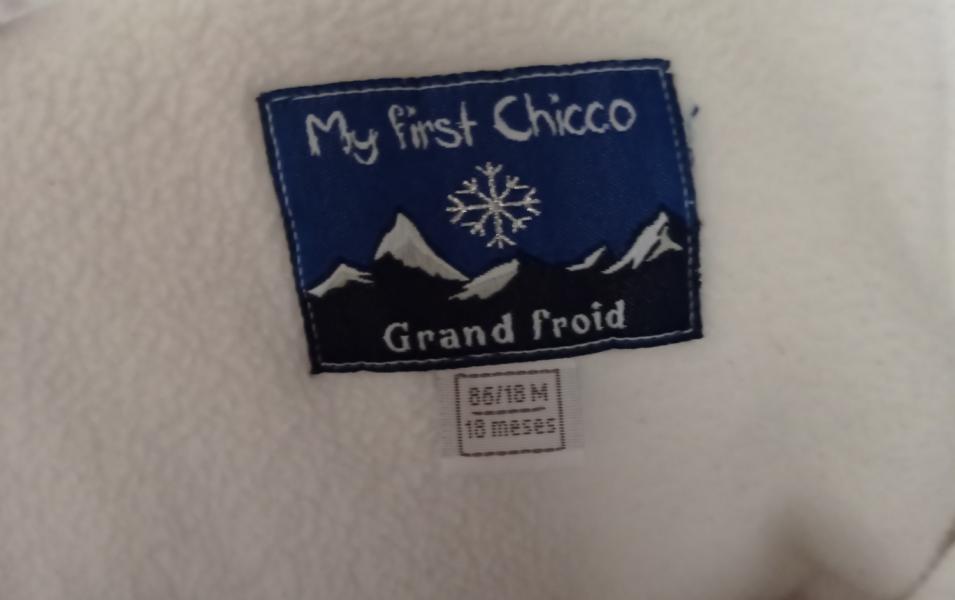 My first Chicco
Grand froid
86/18 M
18 meses